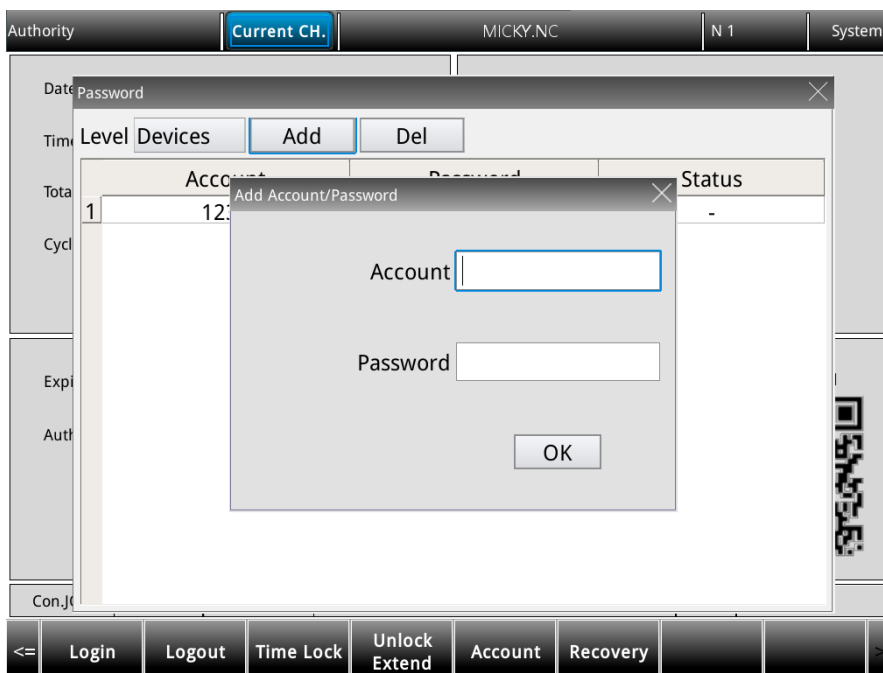 Authority Current CH. MICKY.NC N 1 System
Password
Level Devices Add Del
Account Status
1 - 
Add Account/Password
Account
Password
OK
Con.
<= Login Logout Time Lock Unlock Extend Account Recovery